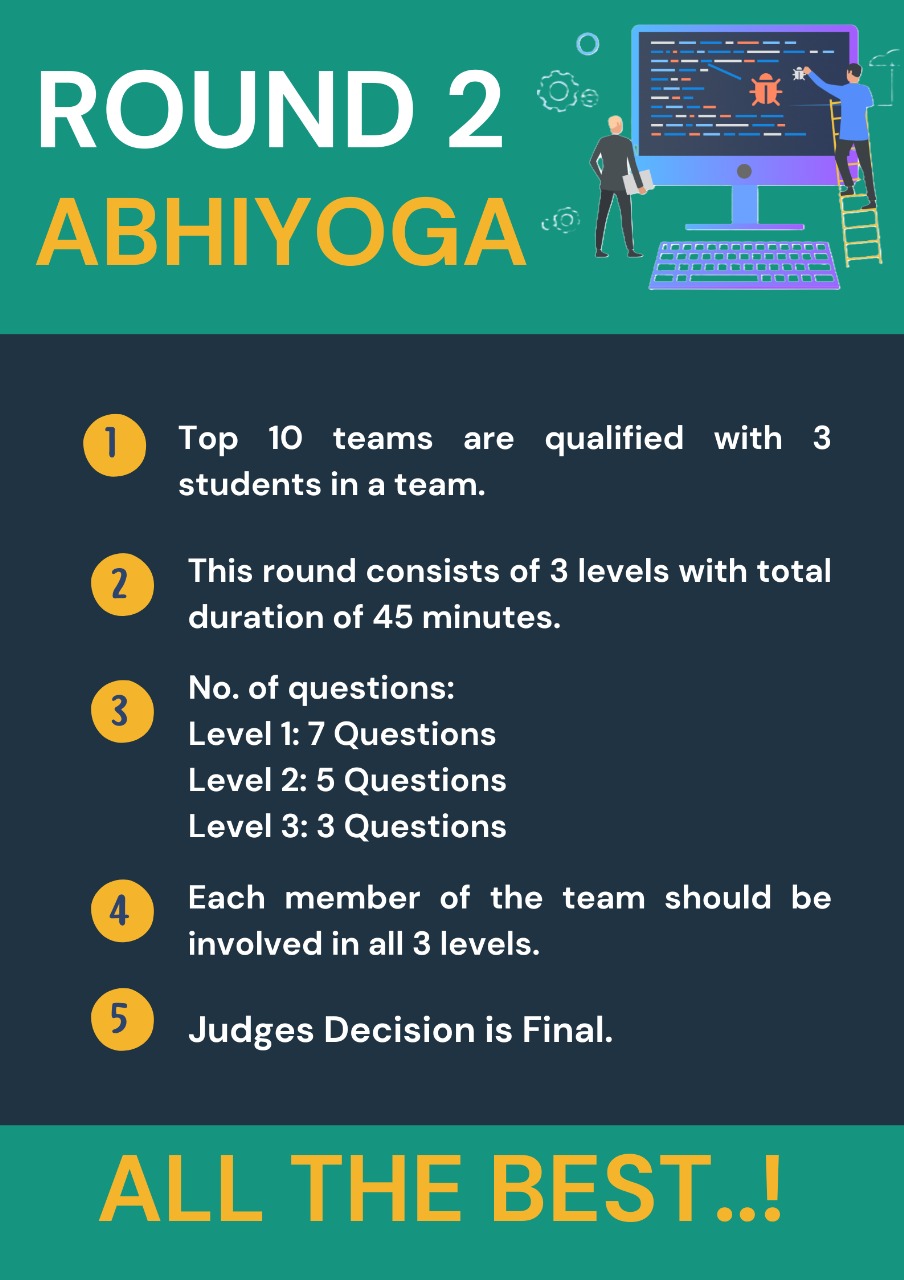 ROUND 2
ABHIYOGA
1
Top 10 teams are qualified with 3
students in a team.
2
This round consists of 3 levels with total
duration of 45 minutes.
3
No. of questions:
Level 1: 7 Questions
Level 2: 5 Questions
Level 3: 3 Questions
4
Each member of the team should be
involved in all 3 levels.
5
Judges Decision is Final.
ALL THE BEST..!